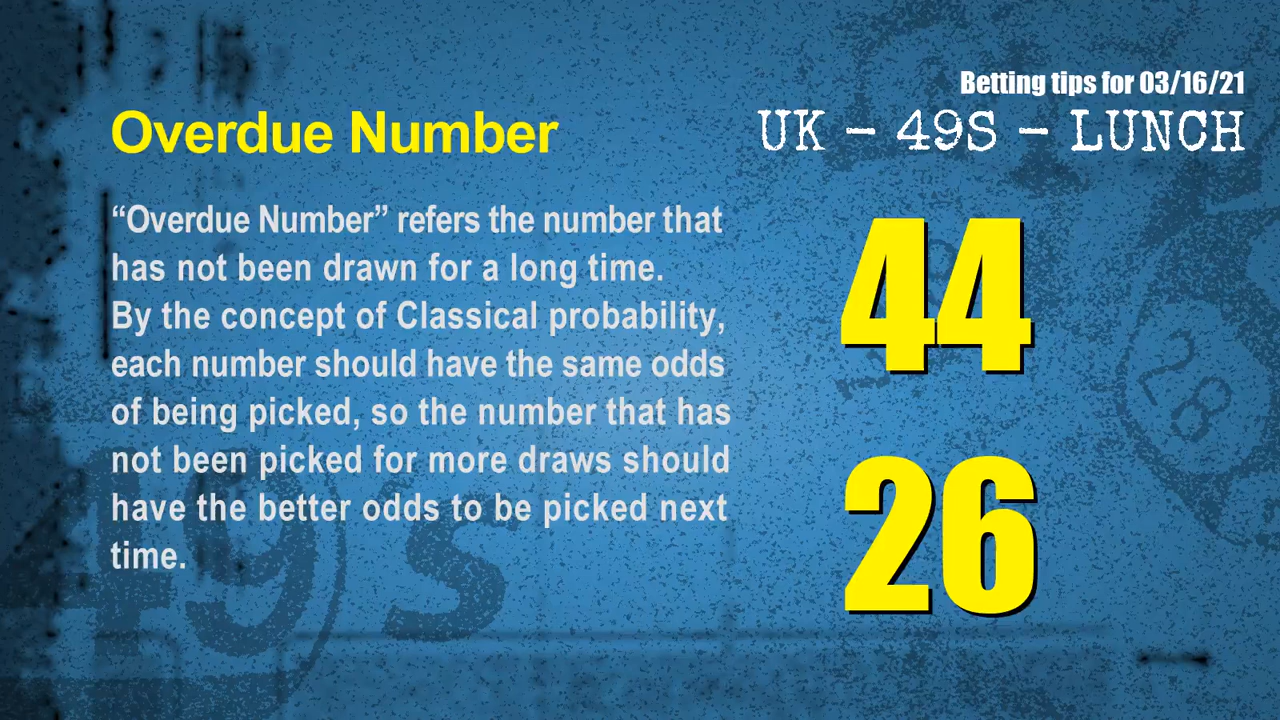 Betting tips for 03/16/21
UK - 49S - LUNCH
Overdue Number
“Overdue Number” refers the number that
has not been drawn for a long time.
By the concept of Classical probability,
each number should have the same odds
of being picked, so the number that has
not been picked for more draws should
have the better odds to be picked next
time.
44
26
28
49's